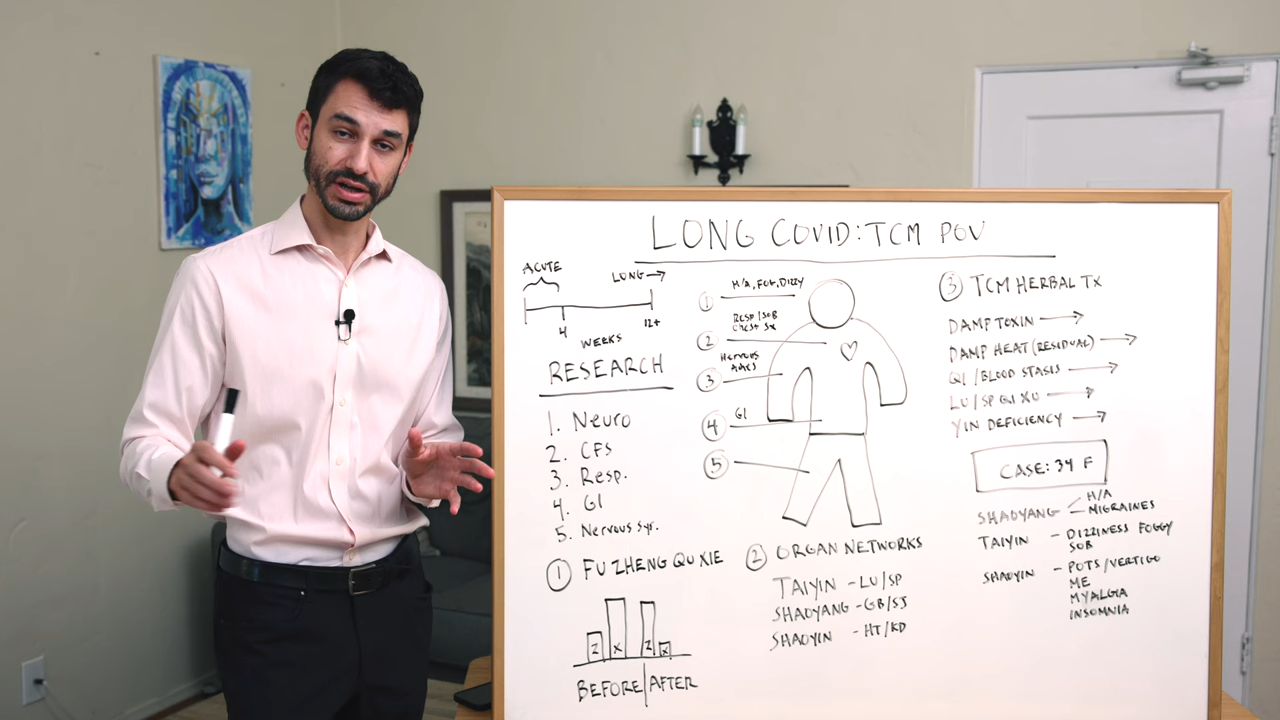 LONG COVID: TCM POV
ACUTE
LONG →
4
12+
WEEKS
RESEARCH
1. Neuro
2. CFS
3. Resp.
4. GI
5. Nervous Sys.
① H/A, FOG, DIZZY
② RESP/SOB
CHEST SX
③ Nervous
④ GI
⑤
① FU ZHENG QU XIE
Z X Z X
BEFORE/AFTER
② ORGAN NETWORKS
TAIYIN - LU/SP
SHAOYANG - GB/SJ
SHAOYIN - HT/KD
③ TCM HERBAL TX
DAMP TOXIN →
DAMP HEAT (RESIDUAL) →
QI/BLOOD STASIS →
LU/SP QI XU →
YIN DEFICIENCY →
CASE: 34 F
SHAOYANG - H/A
- MIGRAINES
TAIYIN - DIZZINESS FOGGY
SOB
SHAOYIN - POTS/VERTIGO
ME
MYALGIA
INSOMNIA